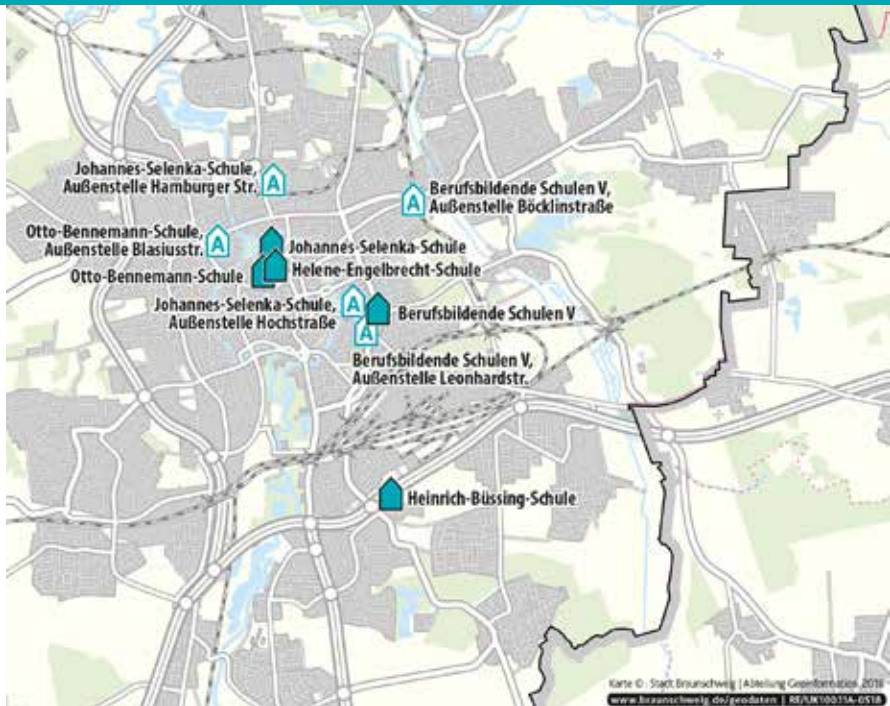 Johannes-Selenka-Schule,
Außenstelle Hamburger Str.
A
A
Berufsbildende Schulen V,
Außenstelle Böcklinstraße
Otto-Bennemann-Schule,
Außenstelle Blasiusstr.
A
Johannes-Selenka-Schule
Otto-Bennemann-Schule
Helene-Engelbrecht-Schule
Johannes-Selenka-Schule,
Außenstelle Hochstraße
A
Berufsbildende Schulen V
A
Berufsbildende Schulen V,
Außenstelle Leonhardstr.
Heinrich-Büssing-Schule
Karte © Stadt Braunschweig | Abteilung Geoinformation 2018
www.braunschweig.de/geodaten |